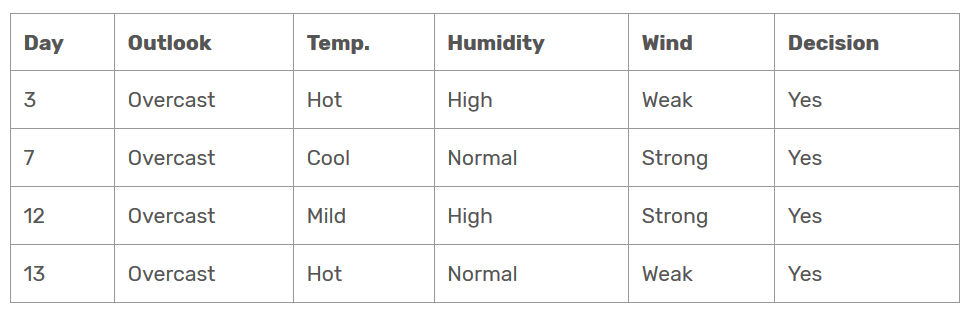 Day Outlook Temp. Humidity Wind Decision
3 Overcast Hot High Weak Yes
7 Overcast Cool Normal Strong Yes
12 Overcast Mild High Strong Yes
13 Overcast Hot Normal Weak Yes